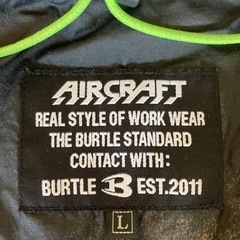 AIRCRAFT
REAL STYLE OF WORK WEAR
THE BURTLE STANDARD
CONTACT WITH:
BURTLE B EST.2011
L